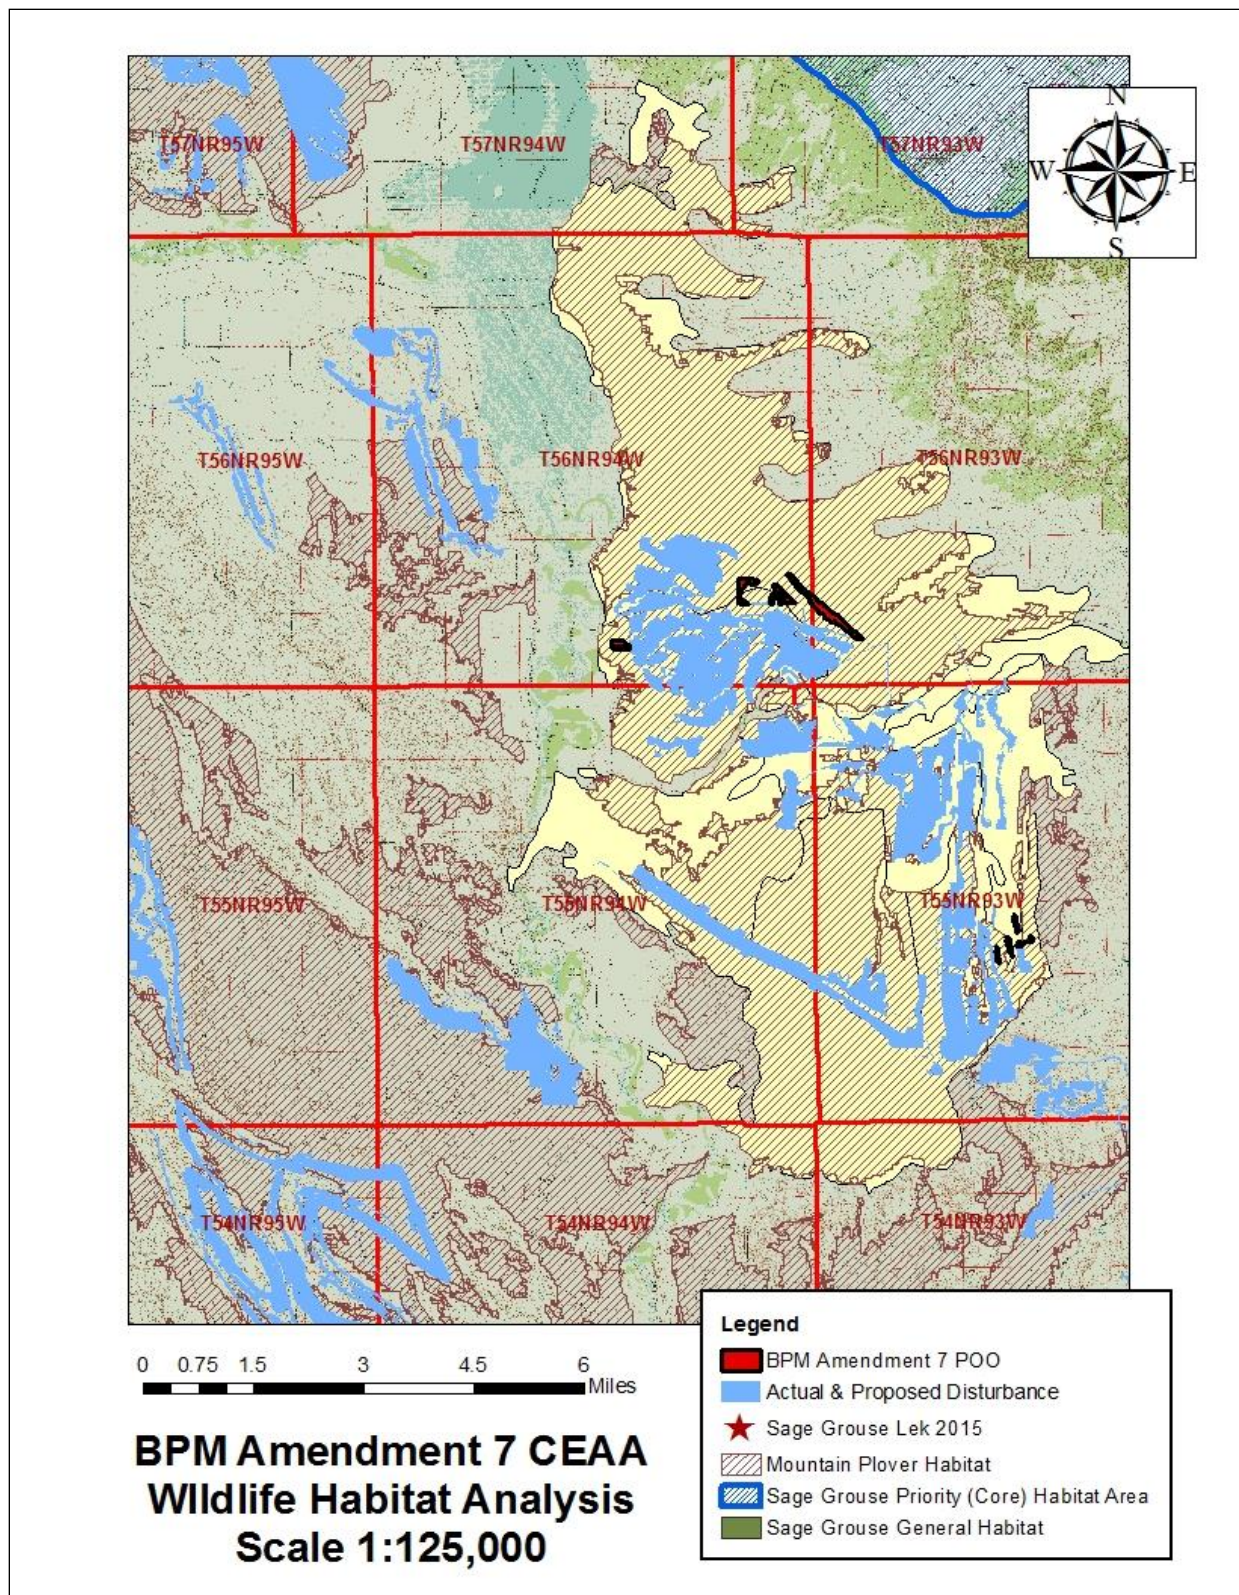 N
W E
S
T57NR95W T57NR94W T57NR93W
T56NR95W T56NR94W T56NR93W
T55NR95W T55NR94W T55NR93W
T54NR95W T54NR94W T54NR93W
0 0.75 1.5 3 4.5 6
Miles
BPM Amendment 7 CEAA
WIldlife Habitat Analysis
Scale 1:125,000
Legend
BPM Amendment 7 POO
Actual & Proposed Disturbance
Sage Grouse Lek 2015
Mountain Plover Habitat
Sage Grouse Priority (Core) Habitat Area
Sage Grouse General Habitat